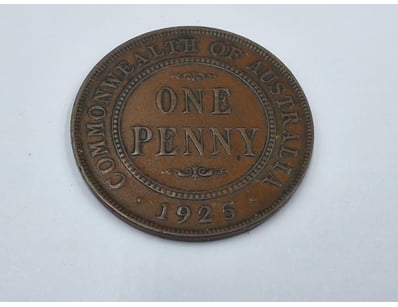 COMMONWEALTH OF AUSTRALIA
ONE
PENNY
· 1925 ·